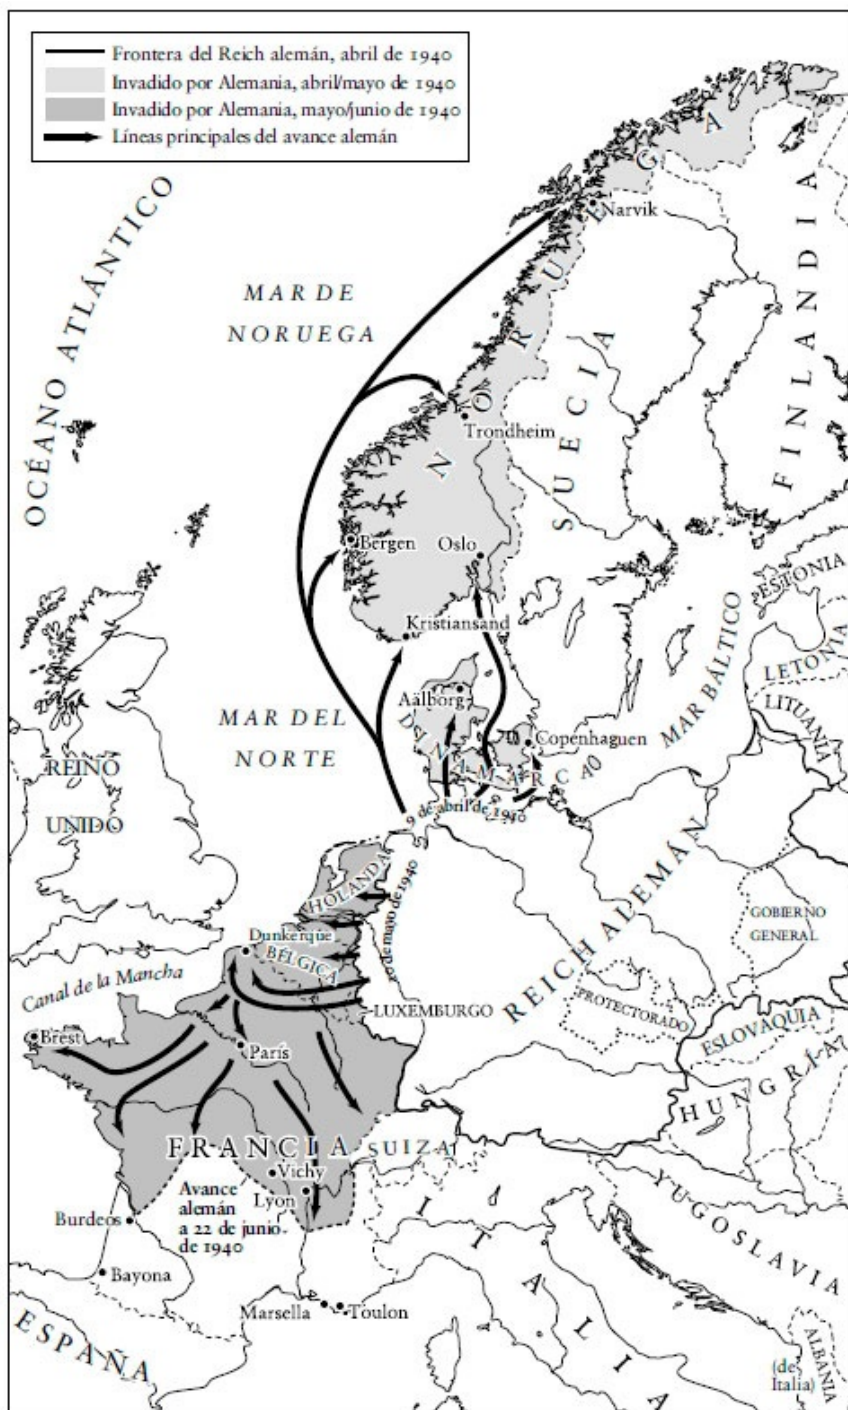 Frontera del Reich alemán, abril de 1940
Invadido por Alemania, abril/mayo de 1940
Invadido por Alemania, mayo/junio de 1940
Líneas principales del avance alemán
OCÉANO ATLÁNTICO
MAR DE
NORUEGA
NORUEGA
Narvik
SUECIA
FINLANDIA
Trondheim
Bergen
Oslo
Kristiansand
ESTONIA
LETONIA
LITUANIA
MAR BÁLTICO
MAR DEL
NORTE
Aälborg
DINAMARCA
Copenhaguen
9 de abril de 1940
REINO
UNIDO
HOLANDA
10 de mayo de 1940
REICH ALEMÁN
GOBIERNO
GENERAL
Dunkerque
BÉLGICA
Canal de la Mancha
LUXEMBURGO
PROTECTORADO
ESLOVAQUIA
HUNGRÍA
Brest
París
FRANCIA
SUIZA
Vichy
Lyon
Avance
alemán
a 22 de junio
de 1940
Burdeos
Bayona
Marsella
Toulon
ESPAÑA
ITALIA
YUGOSLAVIA
ALBANIA
(de
Italia)